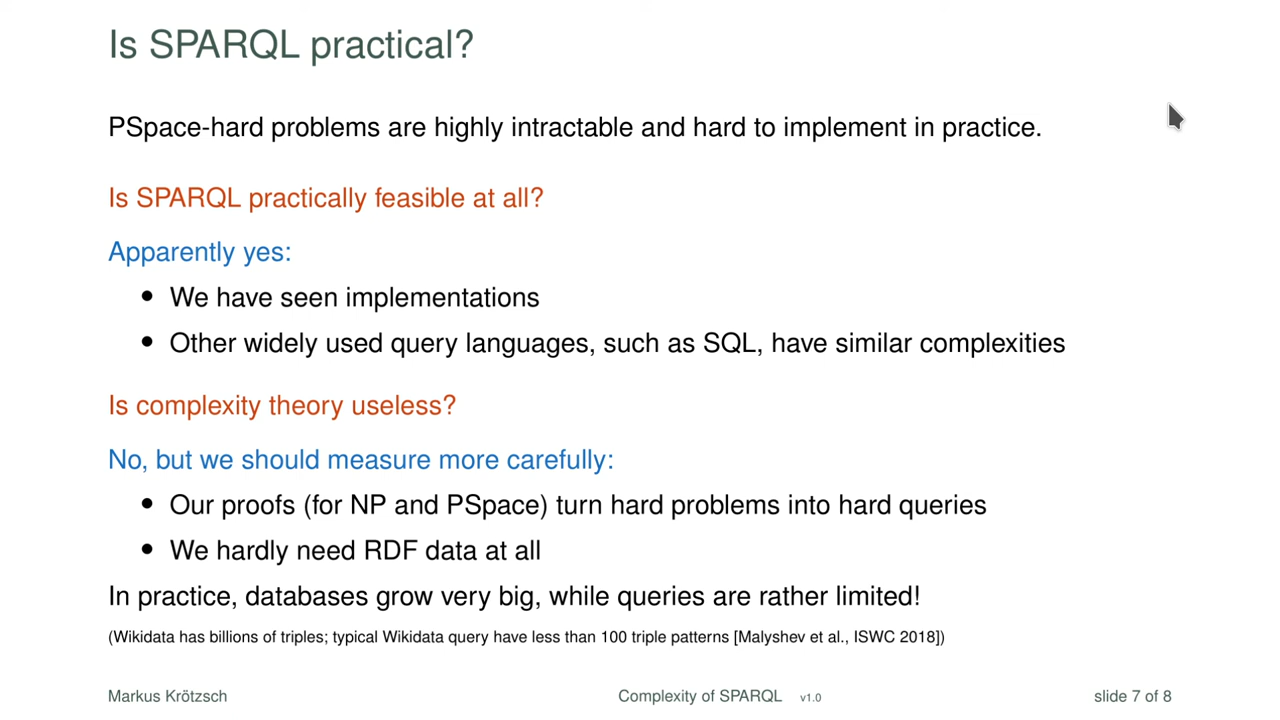 Is SPARQL practical?
PSpace-hard problems are highly intractable and hard to implement in practice.
Is SPARQL practically feasible at all?
Apparently yes:
• We have seen implementations
• Other widely used query languages, such as SQL, have similar complexities
Is complexity theory useless?
No, but we should measure more carefully:
• Our proofs (for NP and PSpace) turn hard problems into hard queries
• We hardly need RDF data at all
In practice, databases grow very big, while queries are rather limited!
(Wikidata has billions of triples; typical Wikidata query have less than 100 triple patterns [Malyshev et al., ISWC 2018])
Markus Krötzsch Complexity of SPARQL v1.0 slide 7 of 8